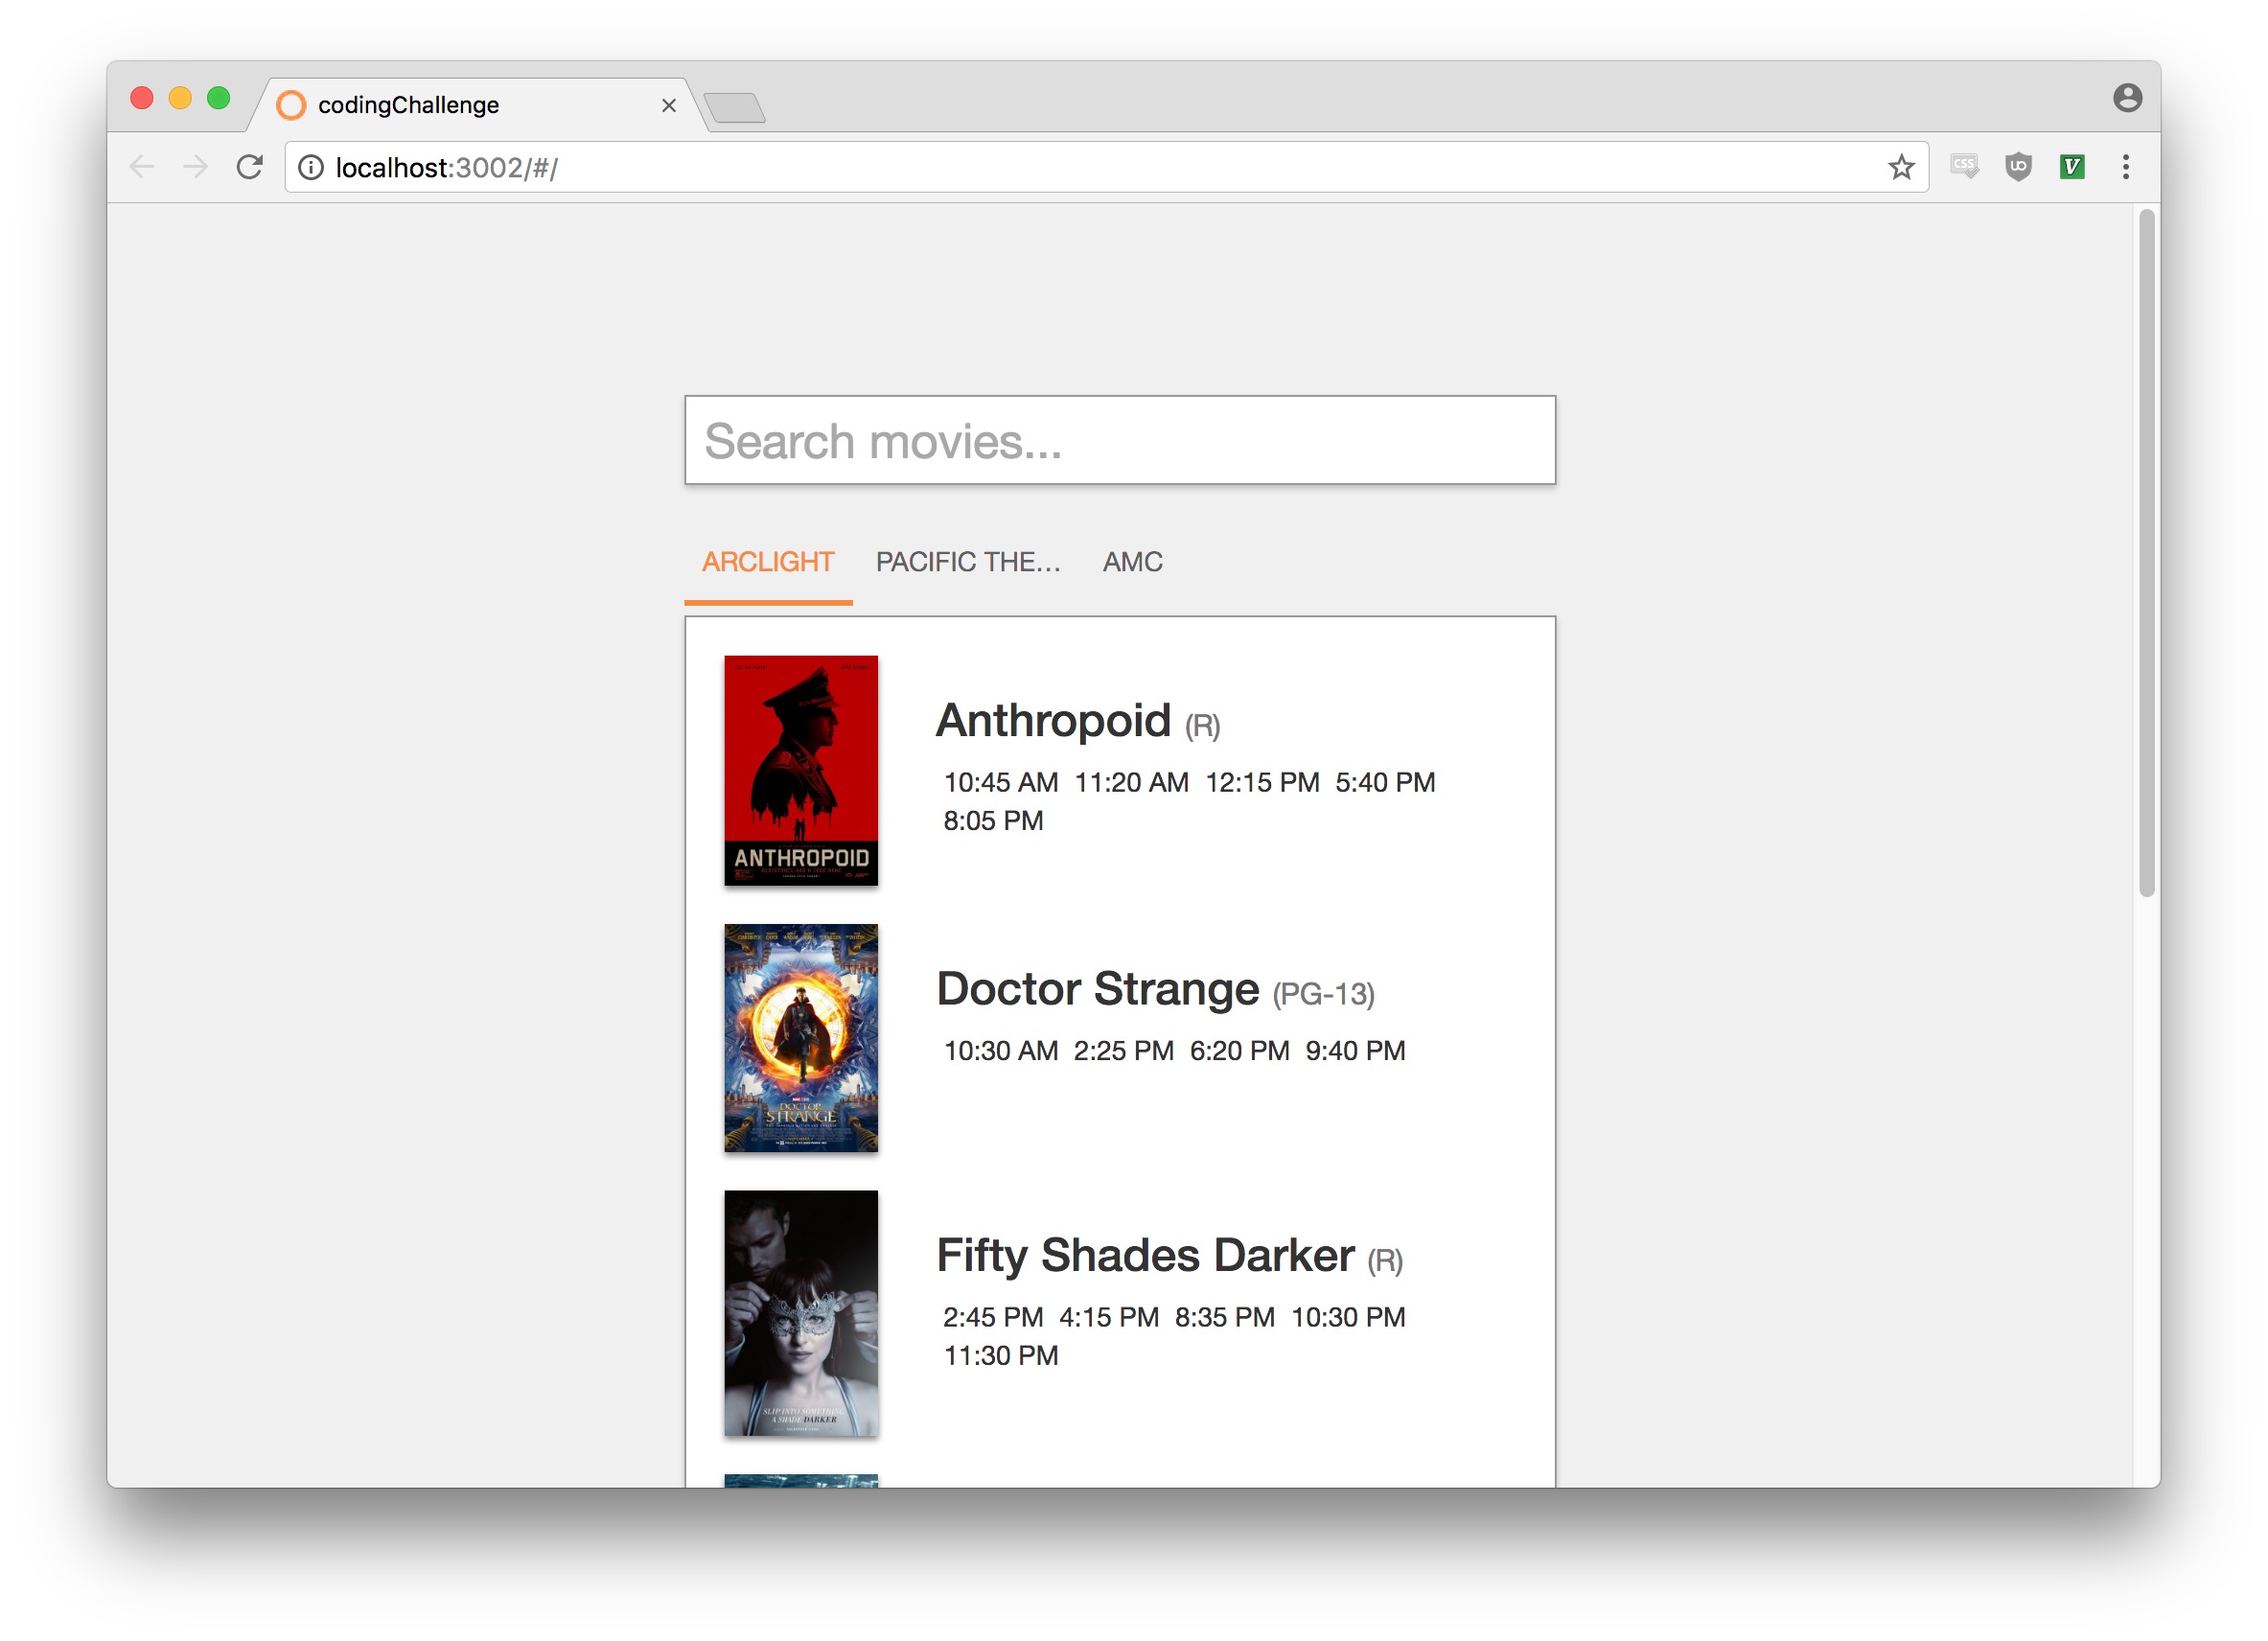 codingChallenge
localhost:3002/#/
CSS
Search movies...
ARCLIGHT PACIFIC THE... AMC
ANTHROPOID
Anthropoid (R)
10:45 AM 11:20 AM 12:15 PM 5:40 PM
8:05 PM
DOCTOR
STRANGE
Doctor Strange (PG-13)
10:30 AM 2:25 PM 6:20 PM 9:40 PM
SLIP INTO SOMETHING
A SHADE DARKER
Fifty Shades Darker (R)
2:45 PM 4:15 PM 8:35 PM 10:30 PM
11:30 PM